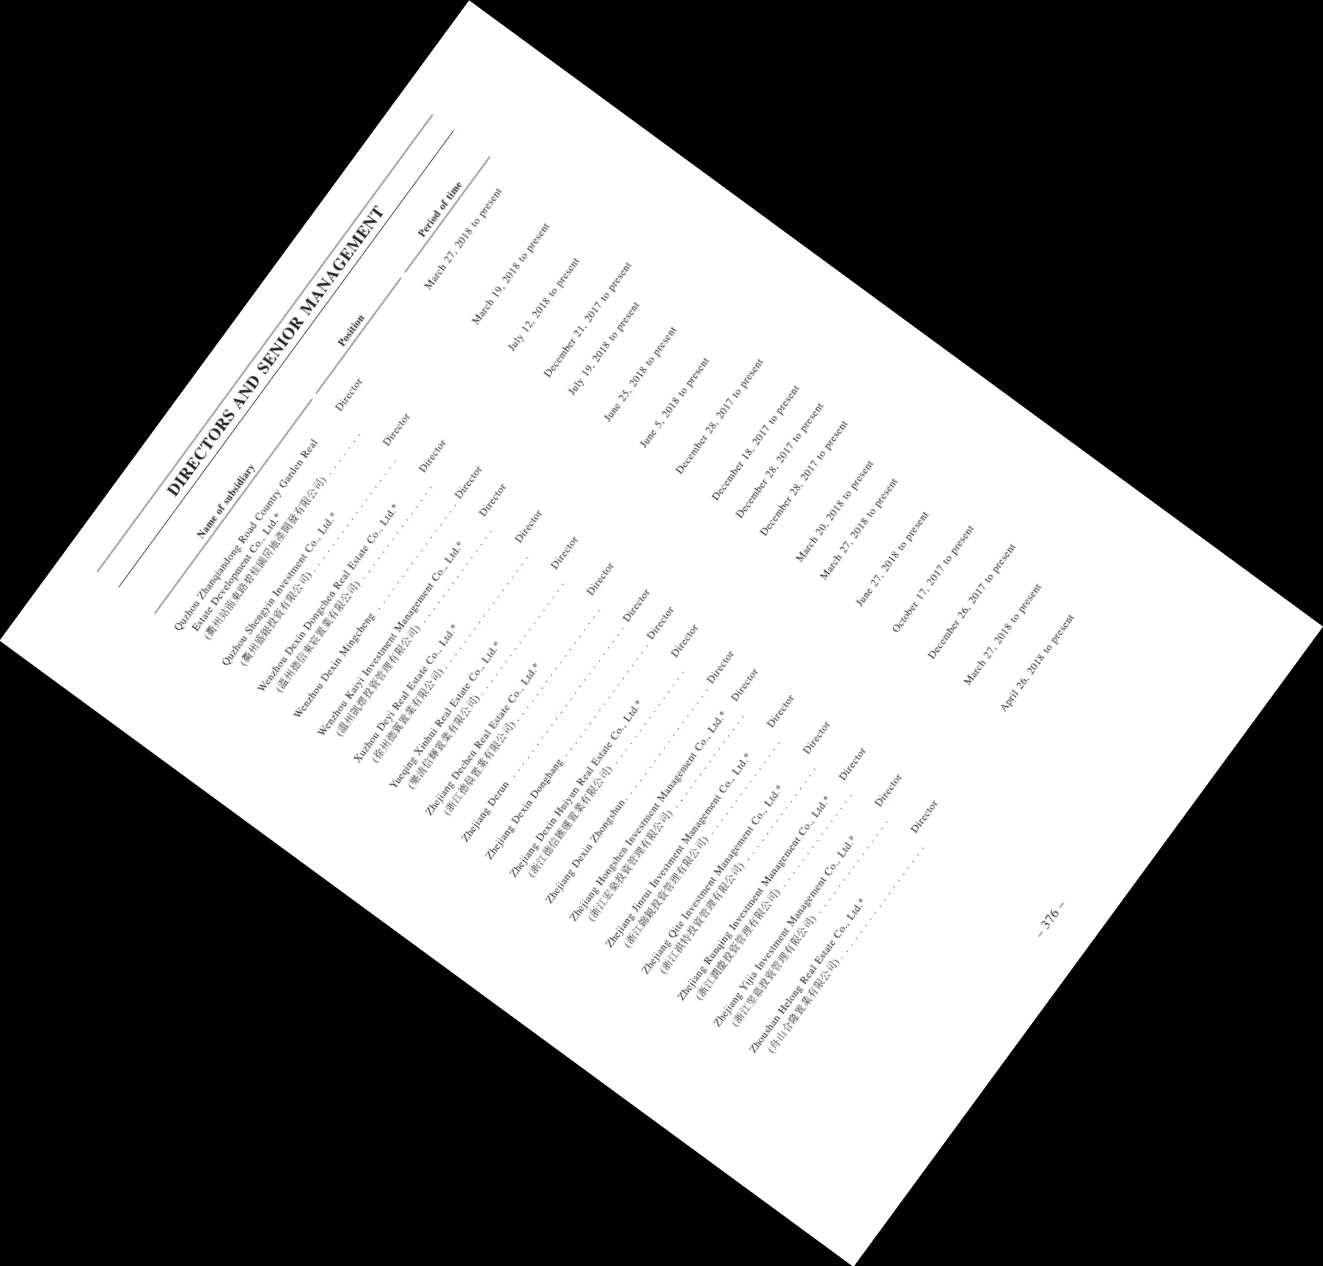 DIRECTORS AND SENIOR MANAGEMENT
Name of subsidiary Position Period of time
Quzhou Zhanqiandong Road Country Garden Real
Estate Development Co., Ltd.*
(衢州站前東路碧桂園房地產開發有限公司) . . . . . . . Director March 27, 2018 to present
Quzhou Shengyin Investment Co., Ltd.*
(衢州盛銀投資有限公司) . . . . . . . . . . . . . . . . . . Director March 19, 2018 to present
Wenzhou Dexin Dongchen Real Estate Co., Ltd.*
(溫州德信東宸置業有限公司) . . . . . . . . . . . . . . . Director July 12, 2018 to present
Wenzhou Dexin Mingcheng . . . . . . . . . . . . . . . . . Director December 21, 2017 to present
Wenzhou Kaiyi Investment Management Co., Ltd.*
(溫州凱熠投資管理有限公司) . . . . . . . . . . . . . . . Director July 19, 2018 to present
Xuzhou Deyi Real Estate Co., Ltd.*
(徐州德翼置業有限公司) . . . . . . . . . . . . . . . . . . Director June 25, 2018 to present
Yueqing Xinhui Real Estate Co., Ltd.*
(樂清信輝置業有限公司) . . . . . . . . . . . . . . . . . . Director June 5, 2018 to present
Zhejiang Dechen Real Estate Co., Ltd.*
(浙江德晨置業有限公司) . . . . . . . . . . . . . . . . . . Director December 28, 2017 to present
Zhejiang Derun . . . . . . . . . . . . . . . . . . . . . . . . . Director December 18, 2017 to present
Zhejiang Dexin Donghang . . . . . . . . . . . . . . . . . . Director December 28, 2017 to present
Zhejiang Dexin Huiyun Real Estate Co., Ltd.*
(浙江德信匯運置業有限公司) . . . . . . . . . . . . . . . Director December 28, 2017 to present
Zhejiang Dexin Zhongshun. . . . . . . . . . . . . . . . . . Director March 20, 2018 to present
Zhejiang Hongshen Investment Management Co., Ltd.*
(浙江宏燊投資管理有限公司) . . . . . . . . . . . . . . . Director March 27, 2018 to present
Zhejiang Jinrui Investment Management Co., Ltd.*
(浙江錦銳投資管理有限公司) . . . . . . . . . . . . . . . Director June 27, 2018 to present
Zhejiang Qite Investment Management Co., Ltd.*
(浙江祺特投資管理有限公司) . . . . . . . . . . . . . . . Director October 17, 2017 to present
Zhejiang Runqing Investment Management Co., Ltd.*
(浙江潤慶投資管理有限公司) . . . . . . . . . . . . . . . Director December 26, 2017 to present
Zhejiang Yijia Investment Management Co., Ltd.*
(浙江翌嘉投資管理有限公司) . . . . . . . . . . . . . . . Director March 27, 2018 to present
Zhoushan Helong Real Estate Co., Ltd.*
(舟山合隆置業有限公司) . . . . . . . . . . . . . . . . . . Director April 26, 2018 to present
– 376 –